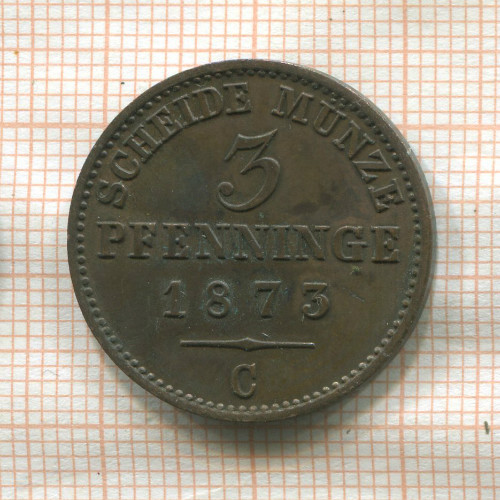 SCHEIDE MÜNZE
3
PFENNINGE
1873
C